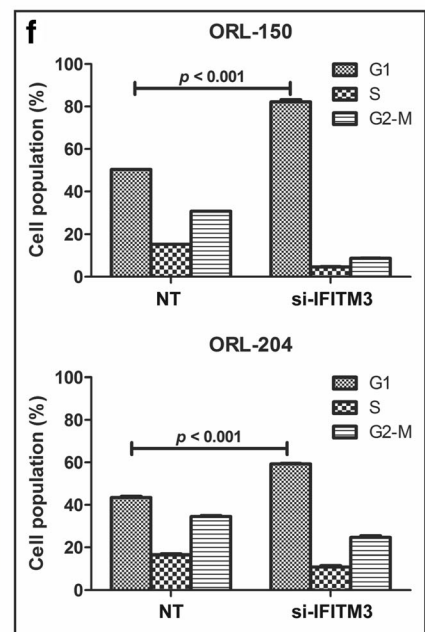 f
ORL-150
Cell population (%)
100
80
60
40
20
0
p < 0.001
G1
S
G2-M
NT
si-IFITM3
ORL-204
Cell population (%)
100
80
60
40
20
0
p < 0.001
G1
S
G2-M
NT
si-IFITM3